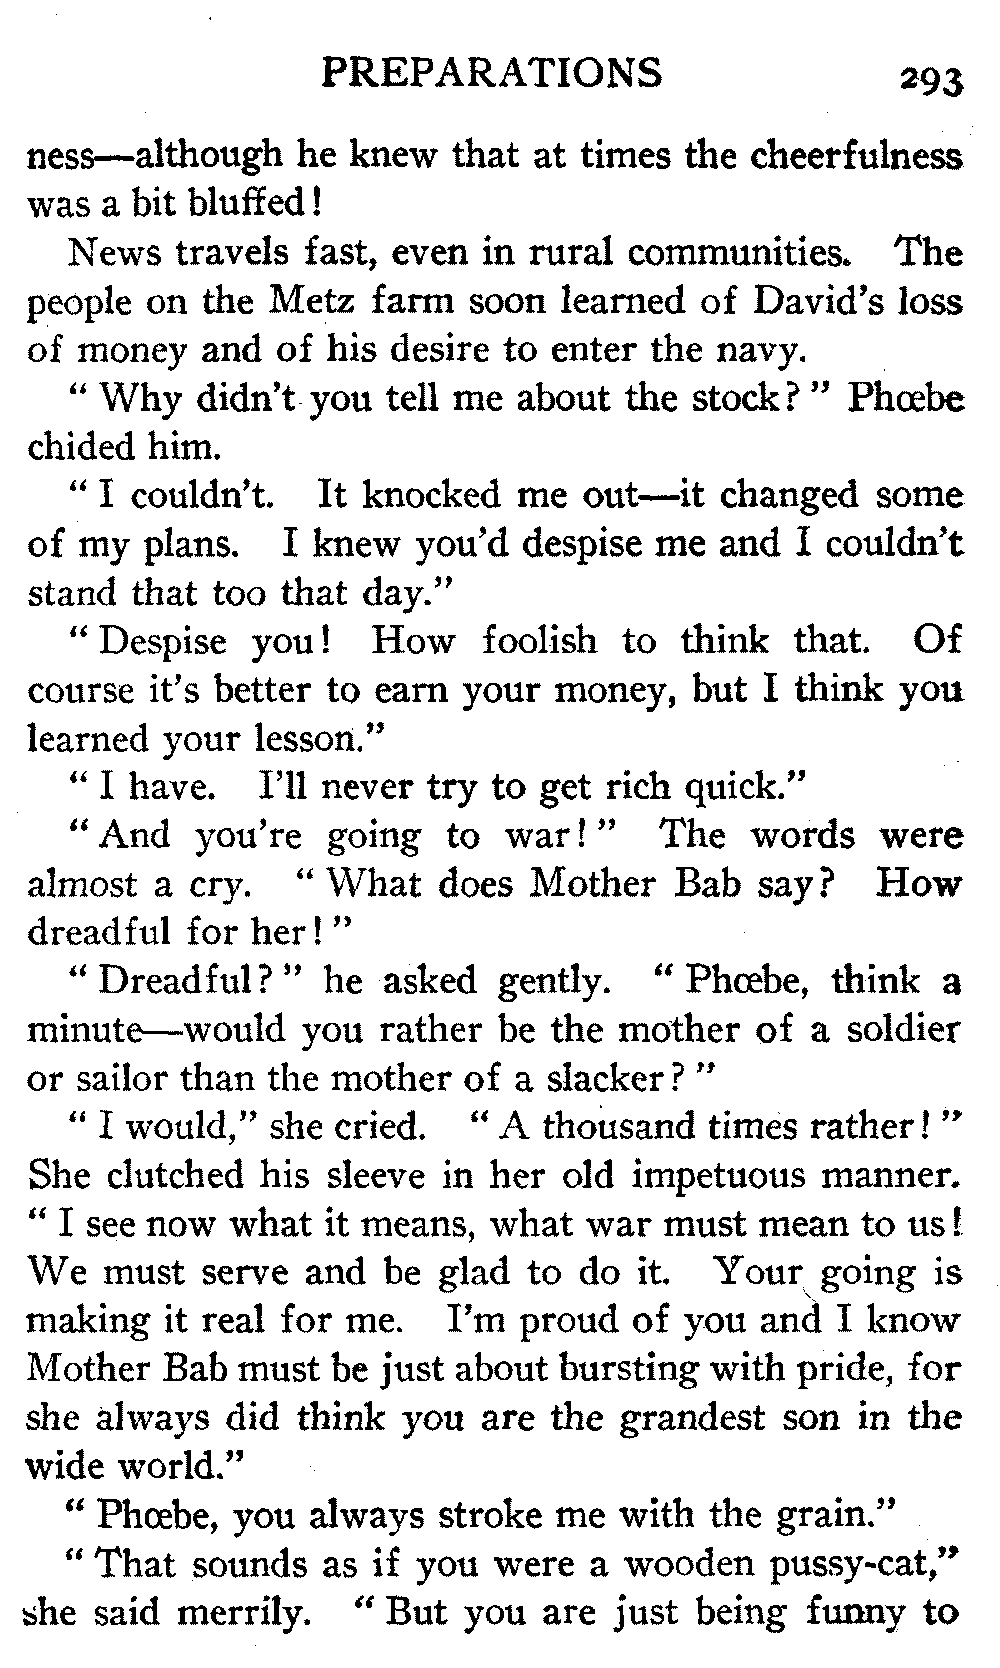 PREPARATIONS 293
ness—although he knew that at times the cheerfulness
was a bit bluffed!
News travels fast, even in rural communities. The
people on the Metz farm soon learned of David's loss
of money and of his desire to enter the navy.
" Why didn't you tell me about the stock? " Phœbe
chided him.
" I couldn't. It knocked me out—it changed some
of my plans. I knew you'd despise me and I couldn't
stand that too that day."
" Despise you! How foolish to think that. Of
course it's better to earn your money, but I think you
learned your lesson."
" I have. I'll never try to get rich quick."
" And you're going to war! " The words were
almost a cry. " What does Mother Bab say? How
dreadful for her! "
" Dreadful? " he asked gently. " Phœbe, think a
minute—would you rather be the mother of a soldier
or sailor than the mother of a slacker? "
" I would," she cried. " A thousand times rather! "
She clutched his sleeve in her old impetuous manner.
" I see now what it means, what war must mean to us!
We must serve and be glad to do it. Your going is
making it real for me. I'm proud of you and I know
Mother Bab must be just about bursting with pride, for
she always did think you are the grandest son in the
wide world."
" Phœbe, you always stroke me with the grain."
" That sounds as if you were a wooden pussy-cat,"
she said merrily. " But you are just being funny to